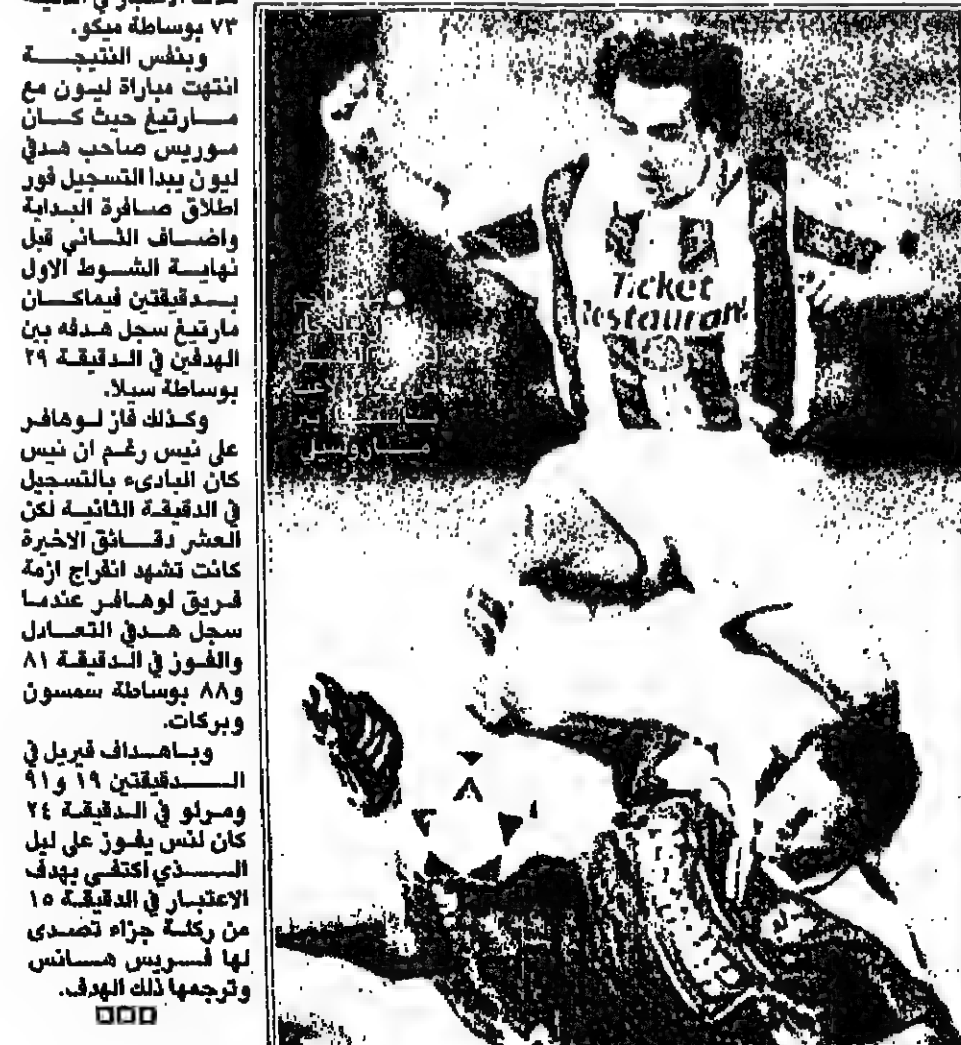 ٧٣ بوساطة ميكو.
وبنفس النتيجة
انتهت مباراة ليون مع
مارتيغ حيث كان
موريس صاحب هدفي
ليون يبدا التسجيل فور
اطلاق صافرة البداية
واضاف الثاني قبل
نهاية الشوط الاول
بدقيقتين فيماكان
مارتيغ سجل هدفه بين
الهدفين في الدقيقة ٢٩
بوساطة سيلا.
وكذلك فاز لوهافر
على نيس رغم ان نيس
كان البادىء بالتسجيل
في الدقيقة الثانية لكن
العشر دقائق الاخيرة
كانت تشهد انفراج ازمة
فريق لوهافر عندما
سجل هدفي التعادل
والفوز في الدقيقة ٨١
و٨٨ بوساطة سمسون
وبركات.
وباهداف فيريل في
الدقيقتين ١٩ و٩١
ومرلو في الدقيقة ٢٤
كان لنس يفوز على ليل
الذي اكتفى بهدف
الاعتبار في الدقيقة ١٥
من ركلة جزاء تصدى
لها فريس هانس
وترجمها ذلك الهدف.
Ticket
Restaurant